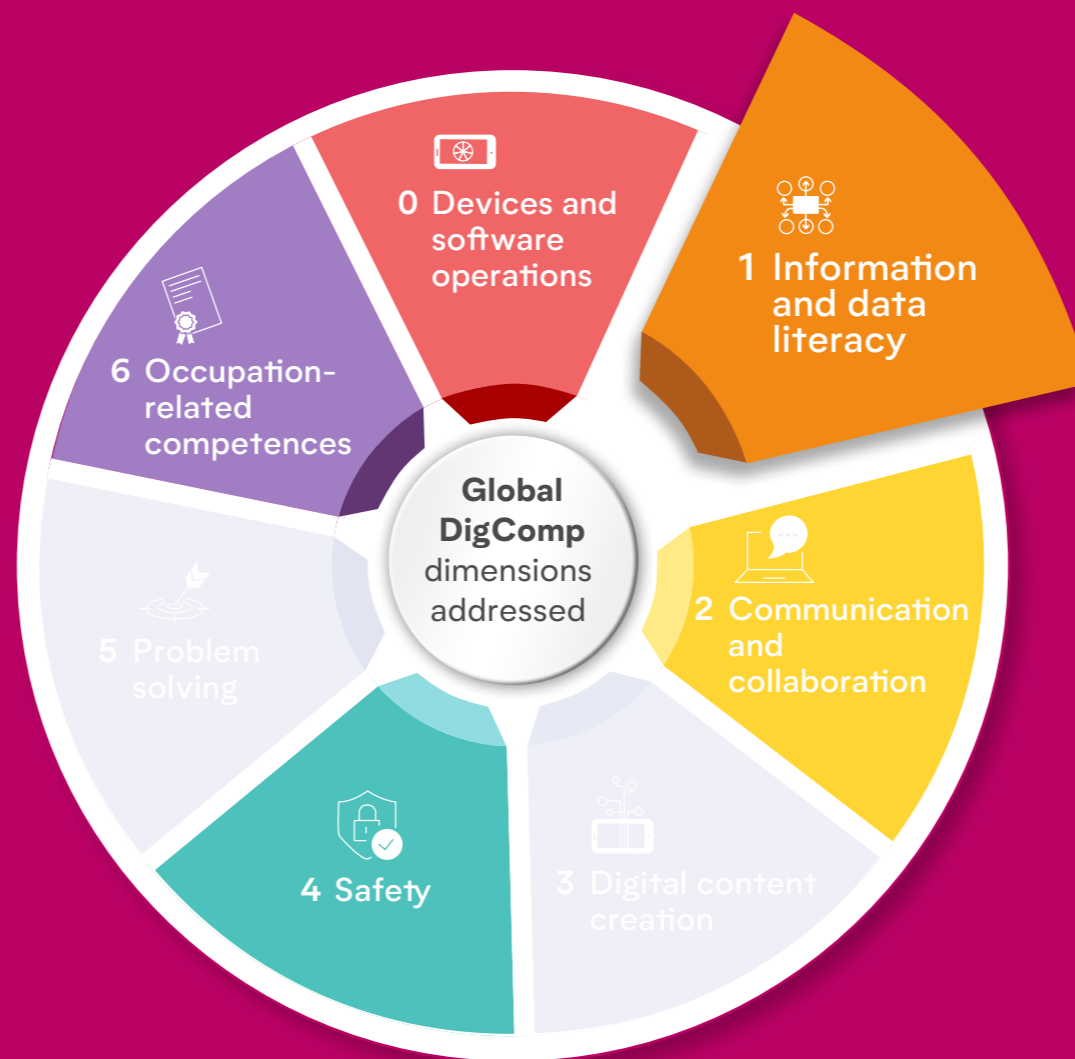 0 Devices and
software
operations
1 Information
and data
literacy
2 Communication
and
collaboration
3 Digital content
creation
4 Safety
5 Problem
solving
6 Occupation-
related
competences
Global
DigComp
dimensions
addressed